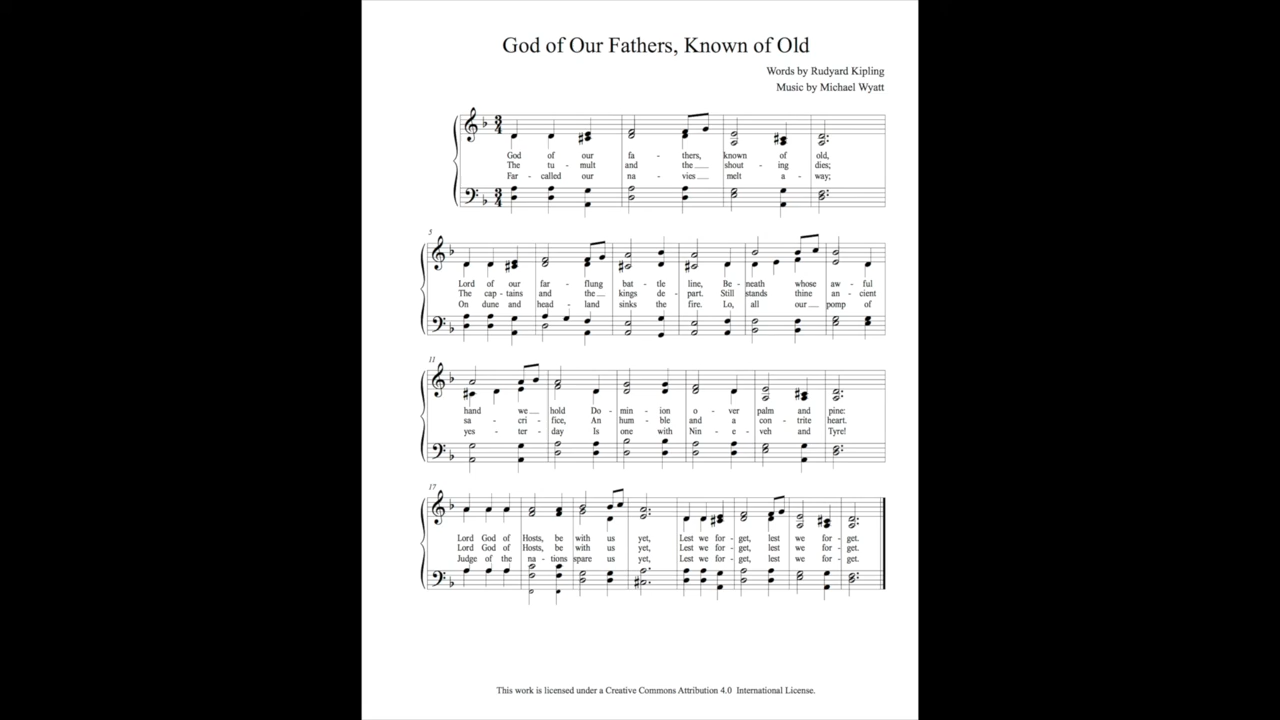 God of Our Fathers, Known of Old
Words by Rudyard Kipling
Music by Michael Wyatt
God of our fa - thers, known of old,
The tu - mult and the ___ shout - ing dies;
Far - called our na - vies ___ melt a - way;
5
Lord of our far - flung bat - tle line, Be - neath whose aw - ful
The cap - tains and the ___ kings de - part. Still stands thine an - cient
On dune and head - land sinks the fire. Lo, all our ___ pomp of
11
hand we ___ hold Do - min - ion o - ver palm and pine:
sa - cri - fice, An hum - ble and a con - trite heart.
yes - ter - day Is one with Nin - e - veh and Tyre!
17
Lord God of Hosts, be with us yet, Lest we for - get, lest we for - get.
Lord God of Hosts, be with us yet, Lest we for - get, lest we for - get.
Judge of the na - tions spare us yet, Lest we for - get, lest we for - get.
This work is licensed under a Creative Commons Attribution 4.0 International License.